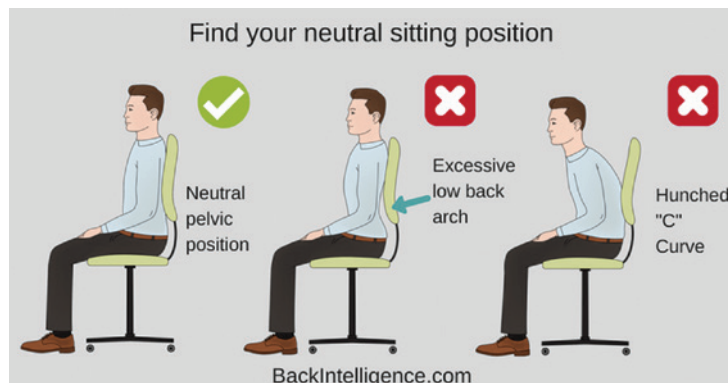 Find your neutral sitting position
Neutral
pelvic
position
Excessive
low back
arch
Hunched
"C"
Curve
BackIntelligence.com